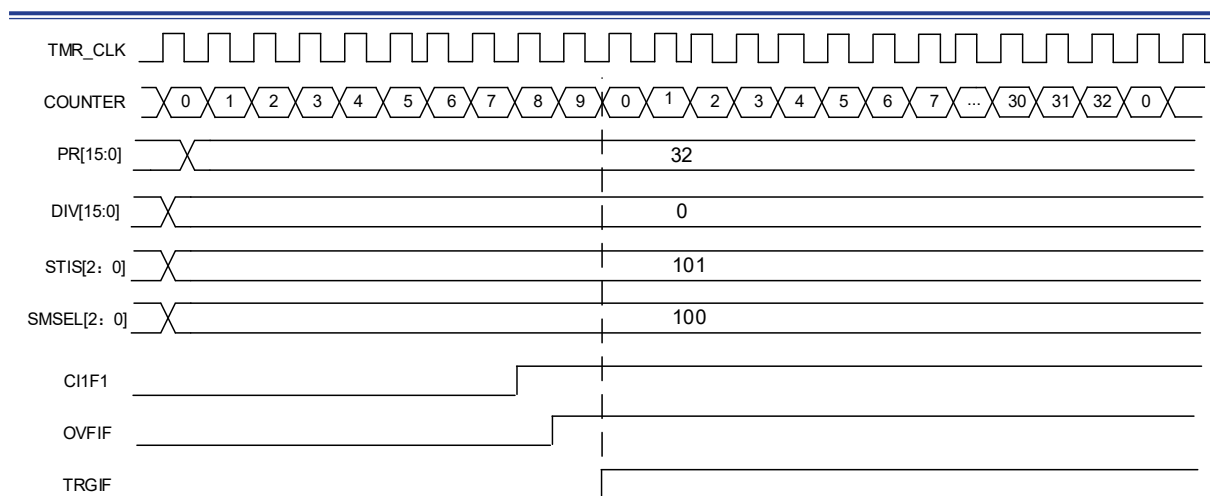 TMR_CLK
COUNTER 0 1 2 3 4 5 6 7 8 9 0 1 2 3 4 5 6 7 ... 30 31 32 0
PR[15:0] 32
DIV[15:0] 0
STIS[2：0] 101
SMSEL[2：0] 100
CI1F1
OVFIF
TRGIF